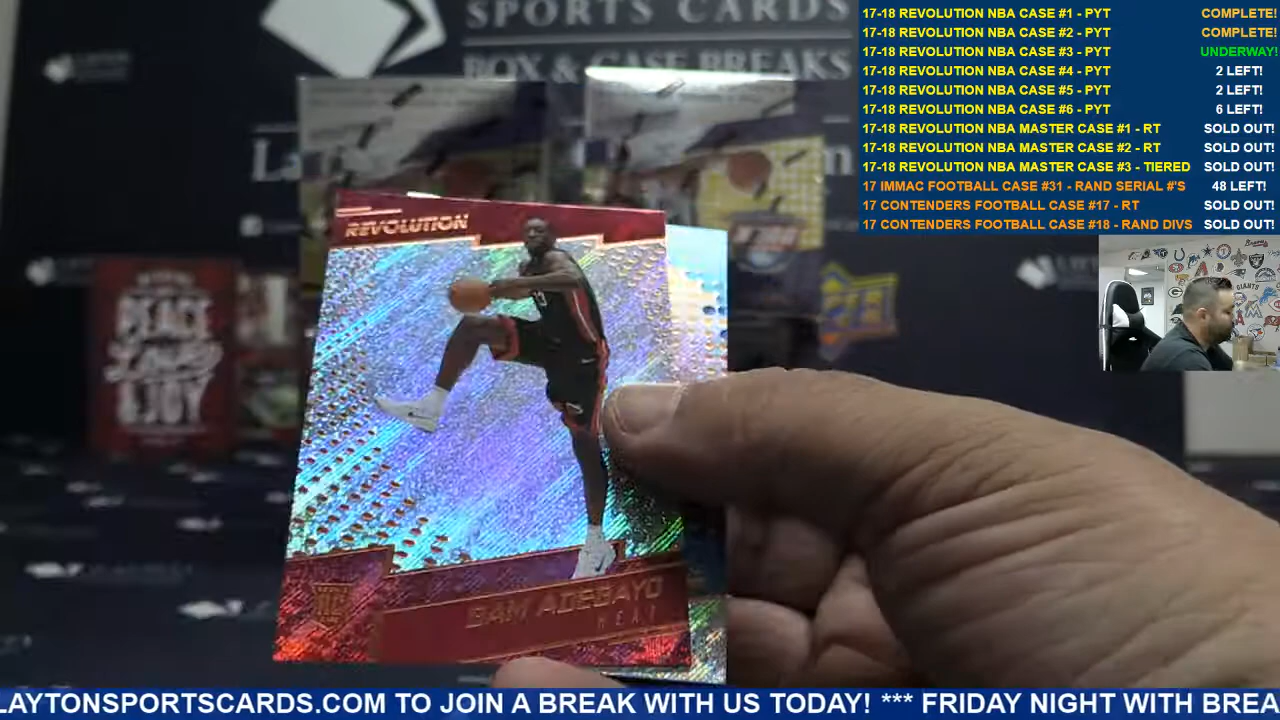 SPORTS CARDS
BOX & CASE BREAKS
17-18 REVOLUTION NBA CASE #1 - PYT COMPLETE!
17-18 REVOLUTION NBA CASE #2 - PYT COMPLETE!
17-18 REVOLUTION NBA CASE #3 - PYT UNDERWAY!
17-18 REVOLUTION NBA CASE #4 - PYT 2 LEFT!
17-18 REVOLUTION NBA CASE #5 - PYT 2 LEFT!
17-18 REVOLUTION NBA CASE #6 - PYT 6 LEFT!
17-18 REVOLUTION NBA MASTER CASE #1 - RT SOLD OUT!
17-18 REVOLUTION NBA MASTER CASE #2 - RT SOLD OUT!
17-18 REVOLUTION NBA MASTER CASE #3 - TIERED SOLD OUT!
17 IMMAC FOOTBALL CASE #31 - RAND SERIAL #'S 48 LEFT!
17 CONTENDERS FOOTBALL CASE #17 - RT SOLD OUT!
17 CONTENDERS FOOTBALL CASE #18 - RAND DIVS SOLD OUT!
REVOLUTION
PEACE
Love
& JOY
GIANTS
BAM ADEBAYO
HEAT
LAYTONSPORTSCARDS.COM TO JOIN A BREAK WITH US TODAY! *** FRIDAY NIGHT WITH BREA